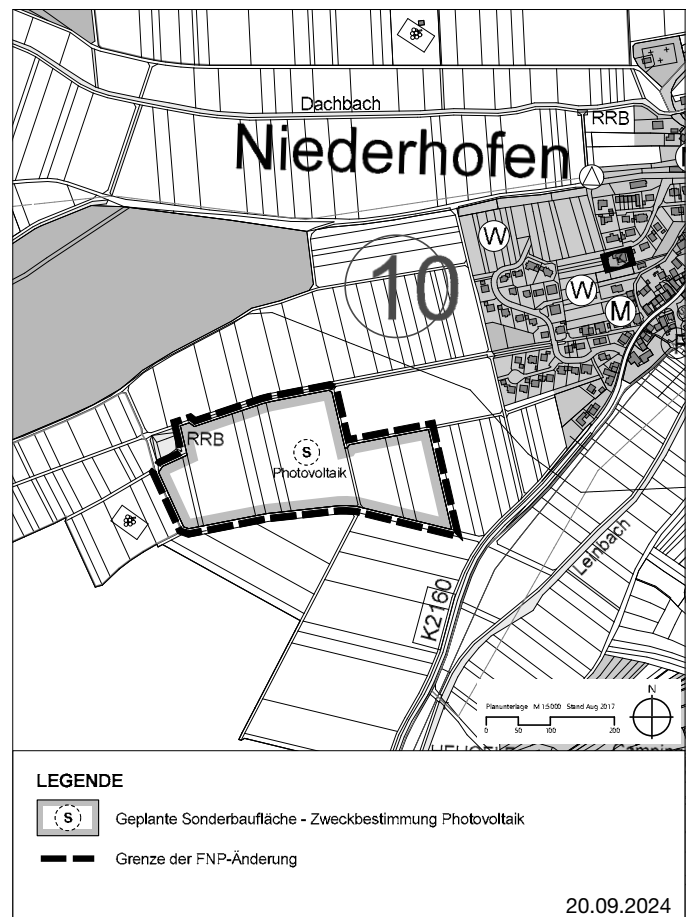 Dachbach
RRB
Niederhofen
W
10
W
M
RRB
S
Photovoltaik
Leinbach
K2160
N
Planunterlage M 1:5000 Stand Aug 2017
0 50 100 200
LEGENDE
S Geplante Sonderbaufläche - Zweckbestimmung Photovoltaik
Grenze der FNP-Änderung
20.09.2024